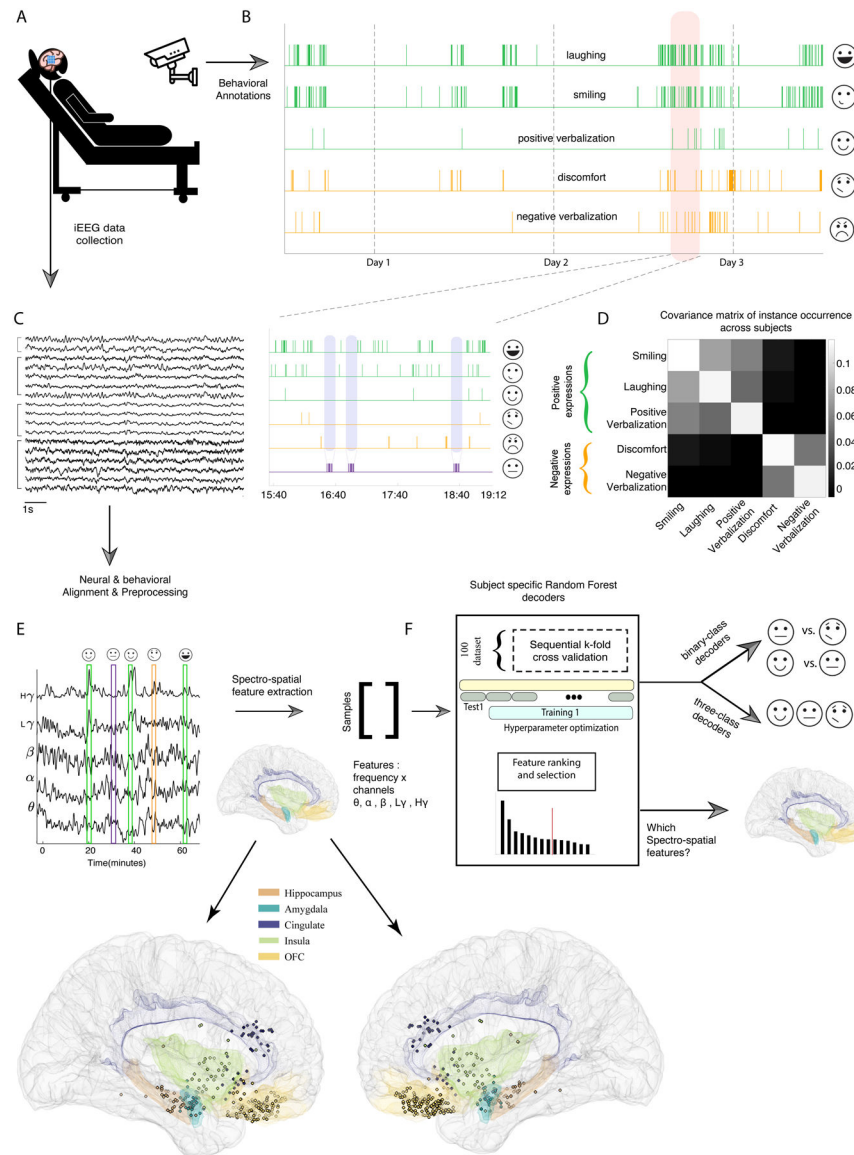 A
B
Behavioral
Annotations
laughing
smiling
positive verbalization
discomfort
negative verbalization
Day 1
Day 2
Day 3
iEEG data
collection
C
1s
15:40
16:40
17:40
18:40
19:12
Positive
expressions
Negative
expressions
D
Covariance matrix of instance occurrence
across subjects
Smiling
Laughing
Positive
Verbalization
Discomfort
Negative
Verbalization
0.1
0.08
0.06
0.04
0.02
0
Smiling
Laughing
Positive
Verbalization
Discomfort
Negative
Verbalization
Neural & behavioral
Alignment & Preprocessing
E
Hγ
Lγ
β
α
θ
0
20
40
60
Time(minutes)
Spectro-spatial
feature extraction
Samples
[ ]
Features :
frequency x
channels
θ, α , β , Lγ , Hγ
F
Subject specific Random Forest
decoders
100
dataset
Sequential k-fold
cross validation
Test1
Training 1
Hyperparameter optimization
Feature ranking
and selection
binary-class
decoders
vs.
vs.
three-class
decoders
Which
Spectro-spatial
features?
Hippocampus
Amygdala
Cingulate
Insula
OFC